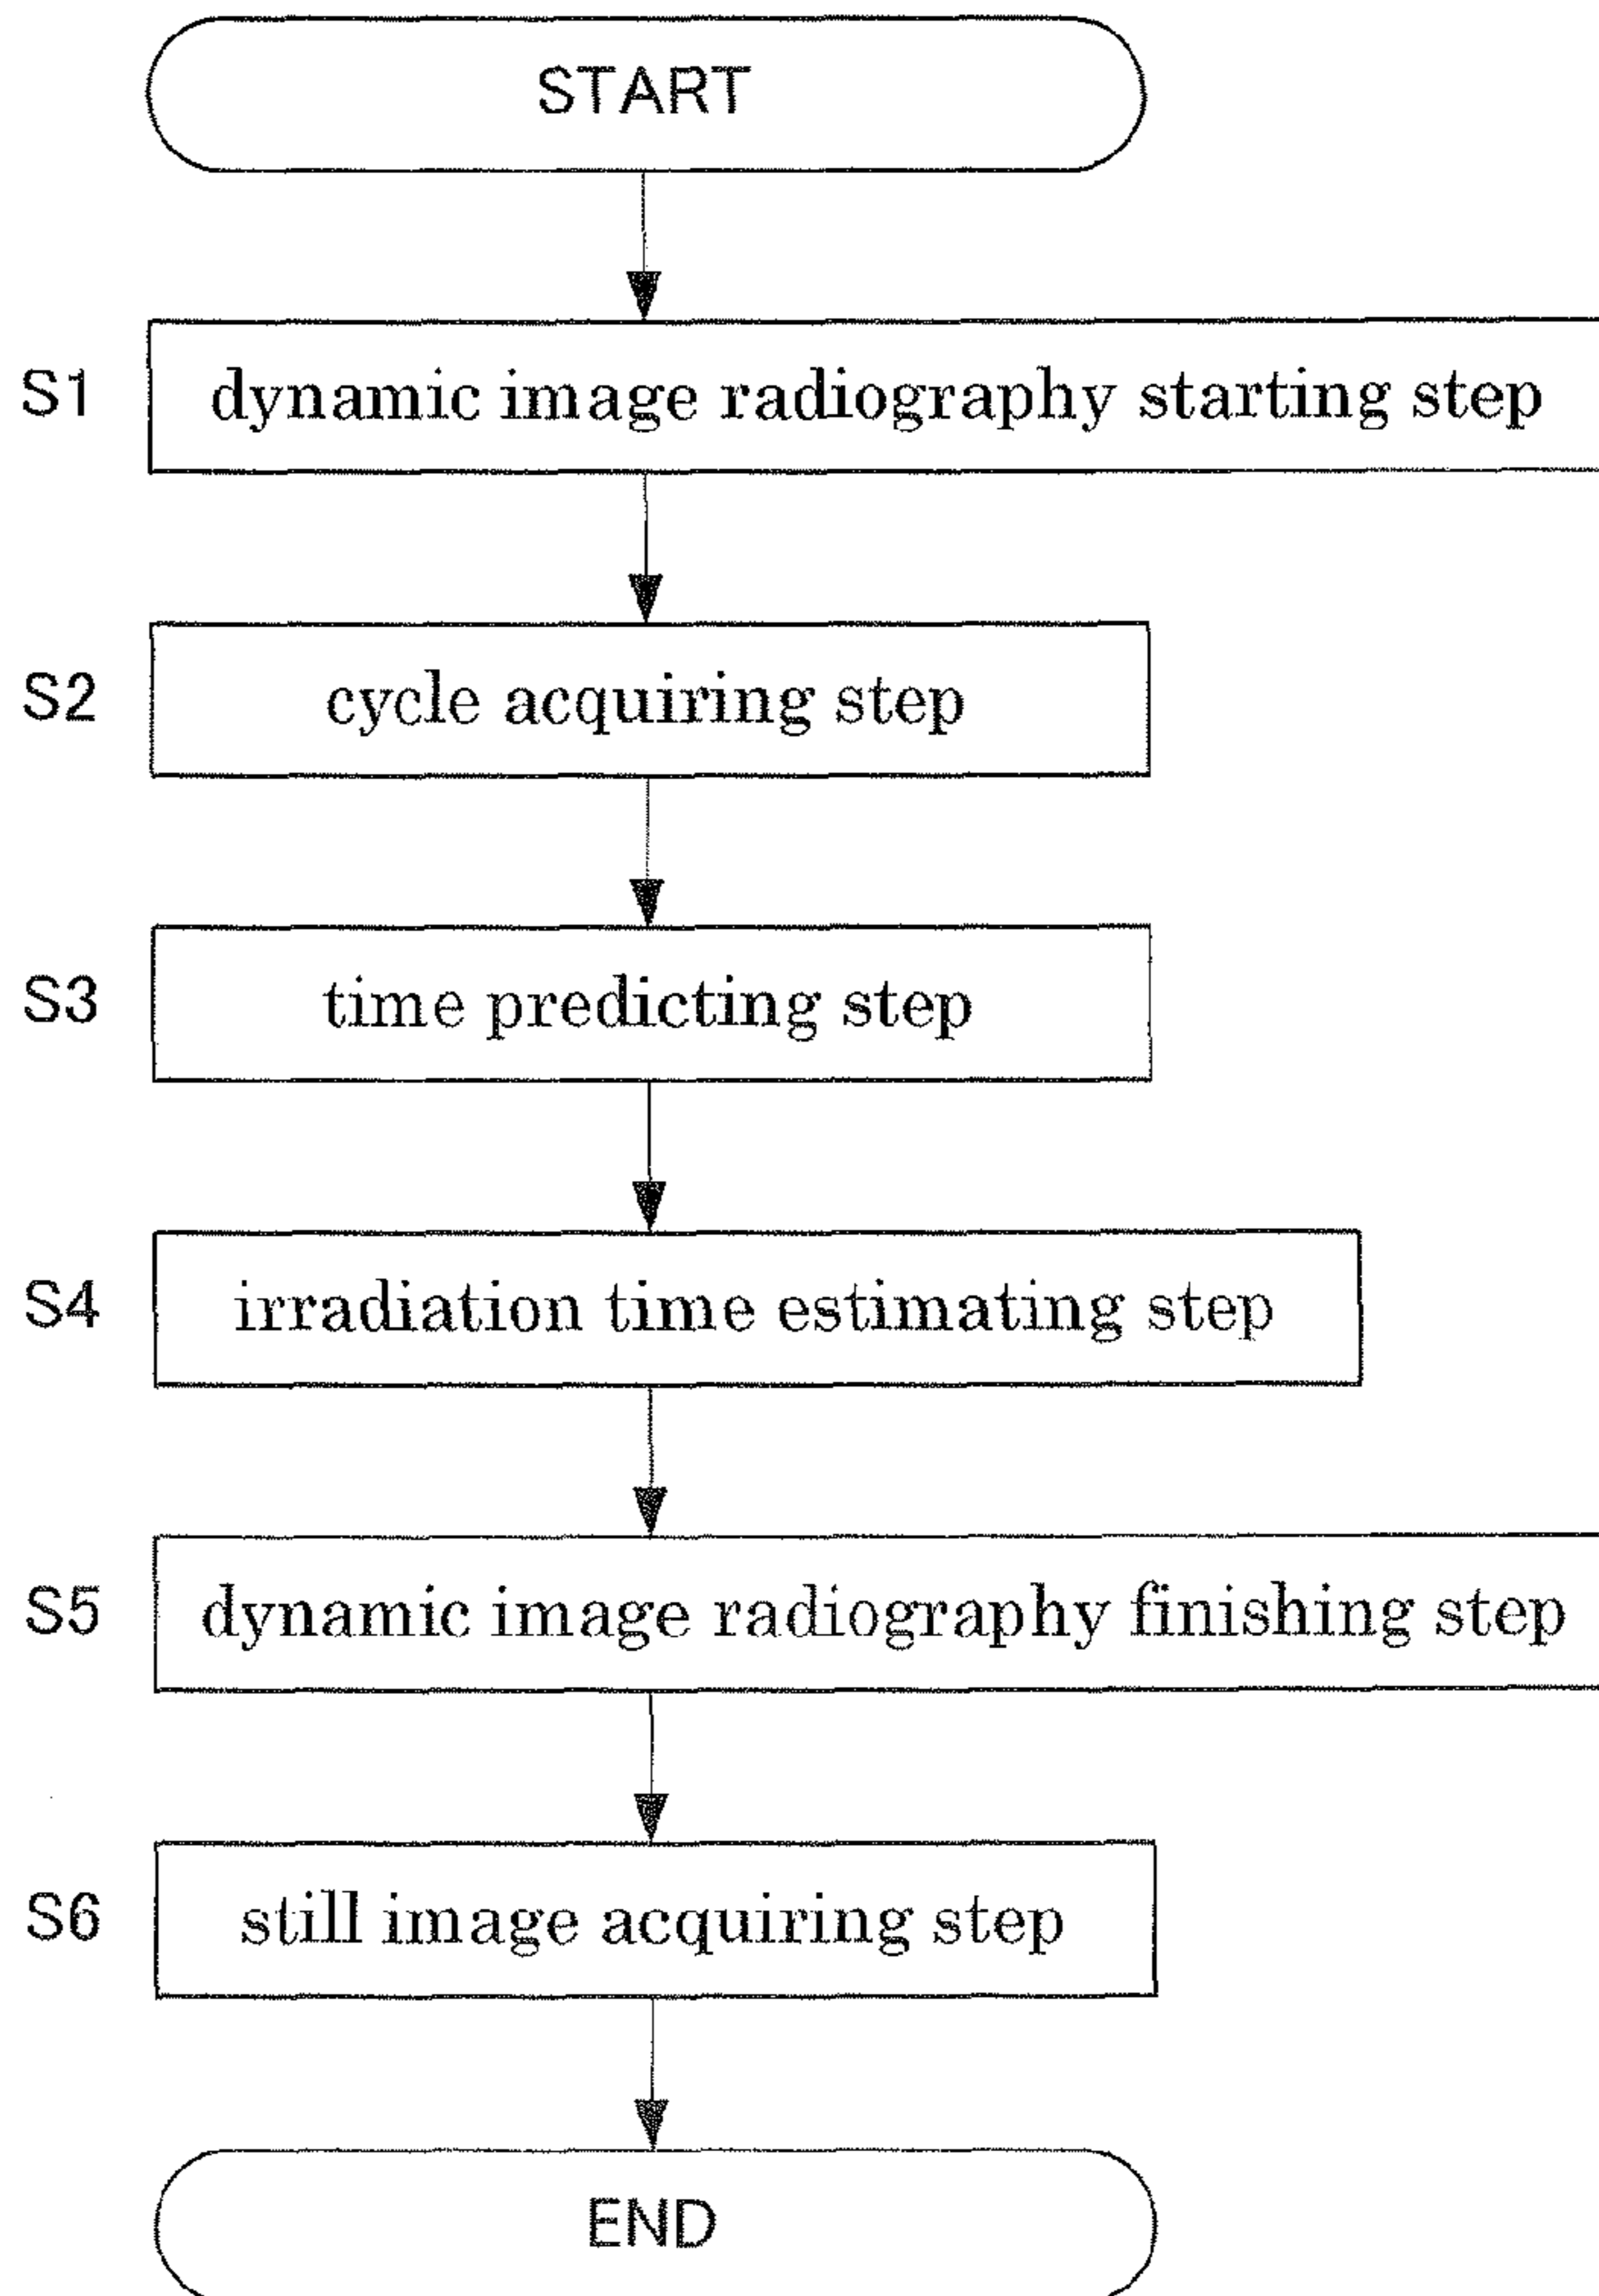 START
S1 dynamic image radiography starting step
S2 cycle acquiring step
S3 time predicting step
S4 irradiation time estimating step
S5 dynamic image radiography finishing step
S6 still image acquiring step
END